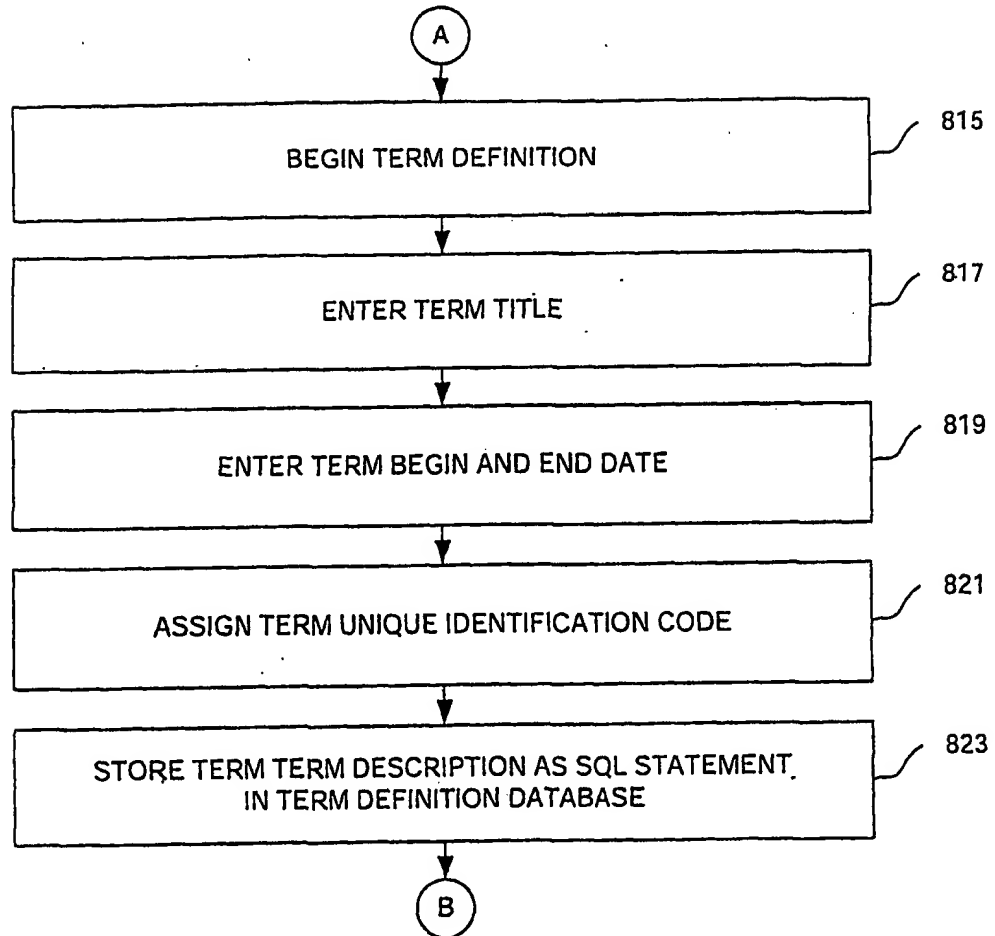 A
BEGIN TERM DEFINITION
815
ENTER TERM TITLE
817
ENTER TERM BEGIN AND END DATE
819
ASSIGN TERM UNIQUE IDENTIFICATION CODE
821
STORE TERM TERM DESCRIPTION AS SQL STATEMENT
IN TERM DEFINITION DATABASE
823
B